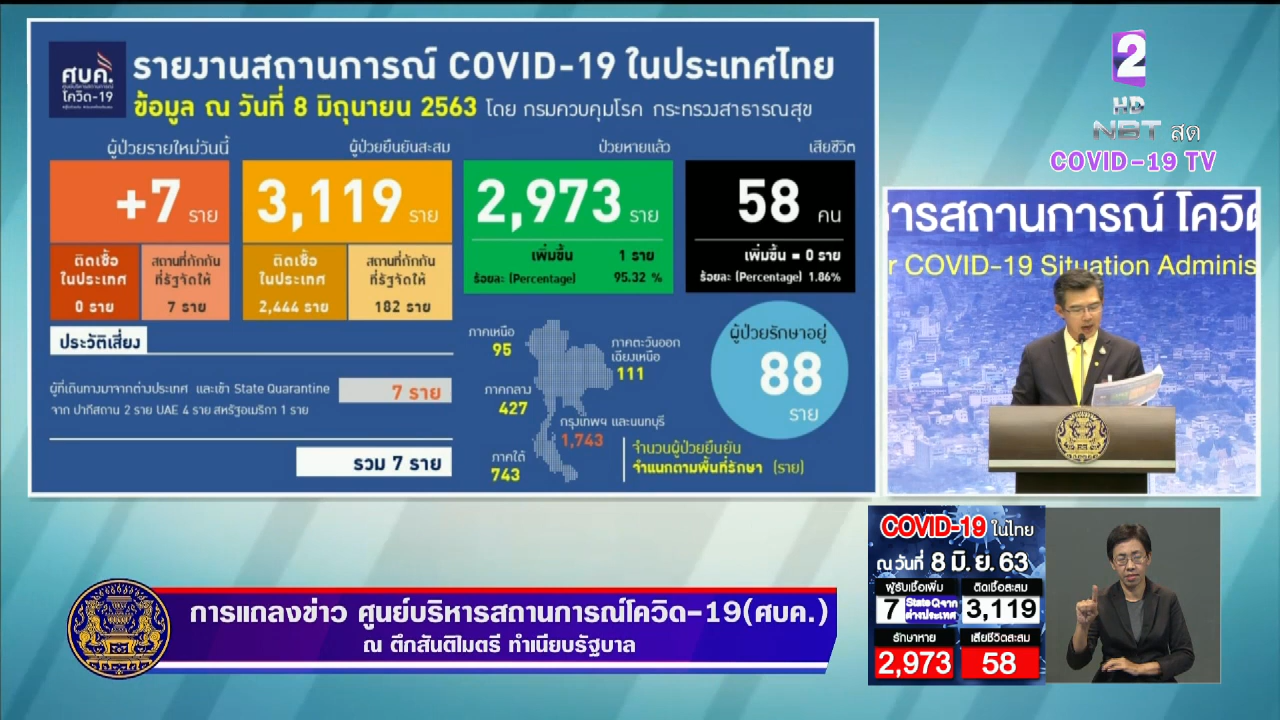 ศบค.
โควิด-19
รายงานสถานการณ์ COVID-19 ในประเทศไทย
ข้อมูล ณ วันที่ 8 มิถุนายน 2563 โดย กรมควบคุมโรค กระทรวงสาธารณสุข
ผู้ป่วยรายใหม่วันนี้
+7 ราย
ติดเชื้อ
ในประเทศ
0 ราย
สถานที่กักกัน
ที่รัฐจัดให้
7 ราย
ผู้ป่วยยืนยันสะสม
3,119 ราย
ติดเชื้อ
ในประเทศ
2,444 ราย
สถานที่กักกัน
ที่รัฐจัดให้
182 ราย
ป่วยหายแล้ว
2,973 ราย
เพิ่มขึ้น 1 ราย
ร้อยละ (Percentage) 95.32 %
เสียชีวิต
58 คน
เพิ่มขึ้น = 0 ราย
ร้อยละ (Percentage) 1.86%
ประวัติเสี่ยง
ผู้ที่เดินทางมาจากต่างประเทศ และเข้า State Quarantine
จาก ปากีสถาน 2 ราย UAE 4 ราย สหรัฐอเมริกา 1 ราย
7 ราย
รวม 7 ราย
ภาคเหนือ
95
ภาคตะวันออก
เฉียงเหนือ
111
ภาคกลาง
427
กรุงเทพฯ และนนทบุรี
1,743
ภาคใต้
743
จำนวนผู้ป่วยยืนยัน
จำแนกตามพื้นที่รักษา (ราย)
ผู้ป่วยรักษาอยู่
88
ราย
2
HD
NBT สด
COVID-19 TV
ารสถานการณ์ โควิด
r COVID-19 Situation Adminis
การแถลงข่าว ศูนย์บริหารสถานการณ์โควิด-19(ศบค.)
ณ ตึกสันติไมตรี ทำเนียบรัฐบาล
COVID-19 ในไทย
ณ วันที่ 8 มิ.ย. 63
ผู้รับเชื้อเพิ่ม
7 State Q จาก
ต่างประเทศ
ติดเชื้อสะสม
3,119
รักษาหาย
2,973
เสียชีวิตสะสม
58